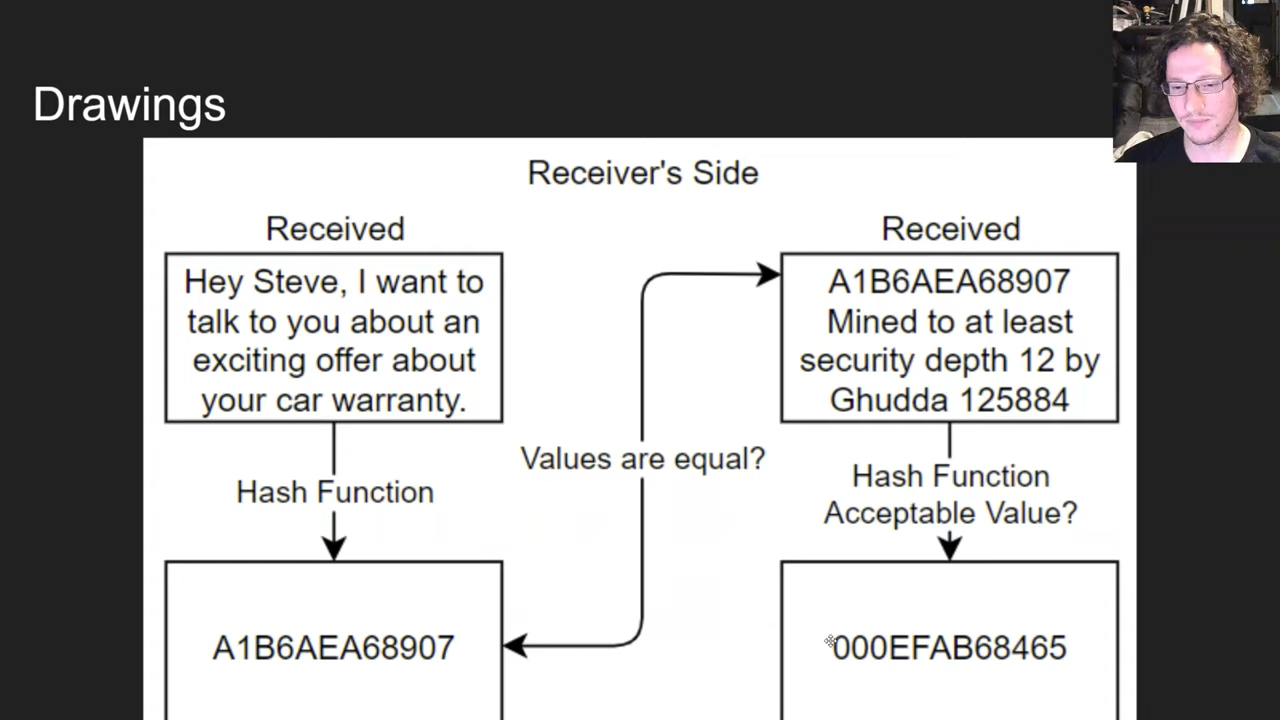 Drawings
Receiver's Side
Received
Hey Steve, I want to
talk to you about an
exciting offer about
your car warranty.
Hash Function
A1B6AEA68907
Values are equal?
Received
A1B6AEA68907
Mined to at least
security depth 12 by
Ghudda 125884
Hash Function
Acceptable Value?
000EFAB68465